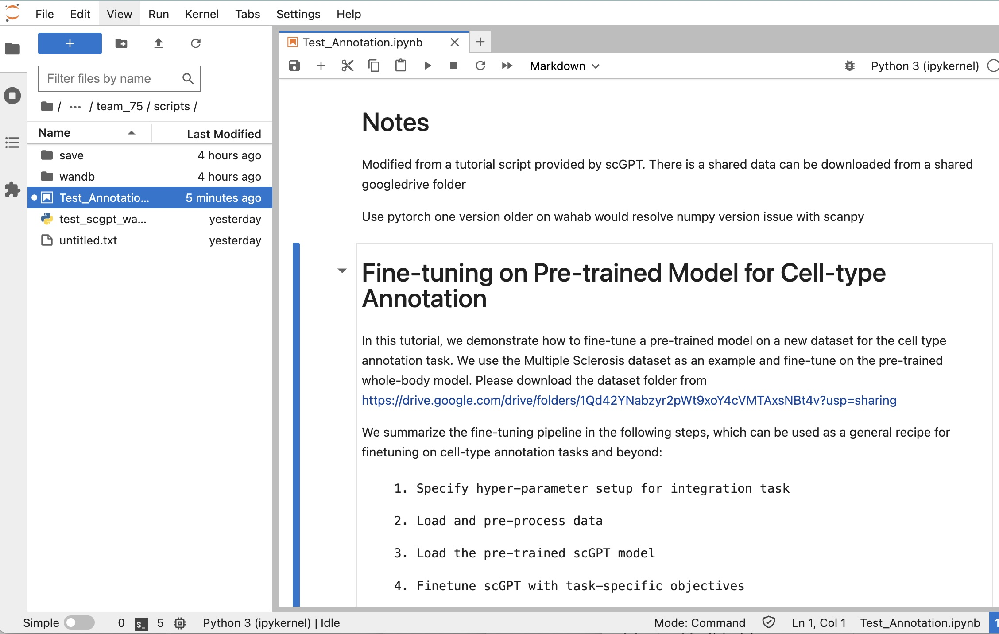 File Edit View Run Kernel Tabs Settings Help
Test_Annotation.ipynb
Markdown
Python 3 (ipykernel)
Filter files by name
/ ... / team_75 / scripts /
Name Last Modified
save 4 hours ago
wandb 4 hours ago
Test_Annotatio... 5 minutes ago
test_scgpt_wa... yesterday
untitled.txt yesterday
Notes
Modified from a tutorial script provided by scGPT. There is a shared data can be downloaded from a shared
googledrive folder
Use pytorch one version older on wahab would resolve numpy version issue with scanpy
Fine-tuning on Pre-trained Model for Cell-type
Annotation
In this tutorial, we demonstrate how to fine-tune a pre-trained model on a new dataset for the cell type
annotation task. We use the Multiple Sclerosis dataset as an example and fine-tune on the pre-trained
whole-body model. Please download the dataset folder from
https://drive.google.com/drive/folders/1Qd42YNabzyr2pWt9xoY4cVMTAxsNBt4v?usp=sharing
We summarize the fine-tuning pipeline in the following steps, which can be used as a general recipe for
finetuning on cell-type annotation tasks and beyond:
1. Specify hyper-parameter setup for integration task
2. Load and pre-process data
3. Load the pre-trained scGPT model
4. Finetune scGPT with task-specific objectives
Simple 0 $_ 5 Python 3 (ipykernel) | Idle Mode: Command Ln 1, Col 1 Test_Annotation.ipynb 1